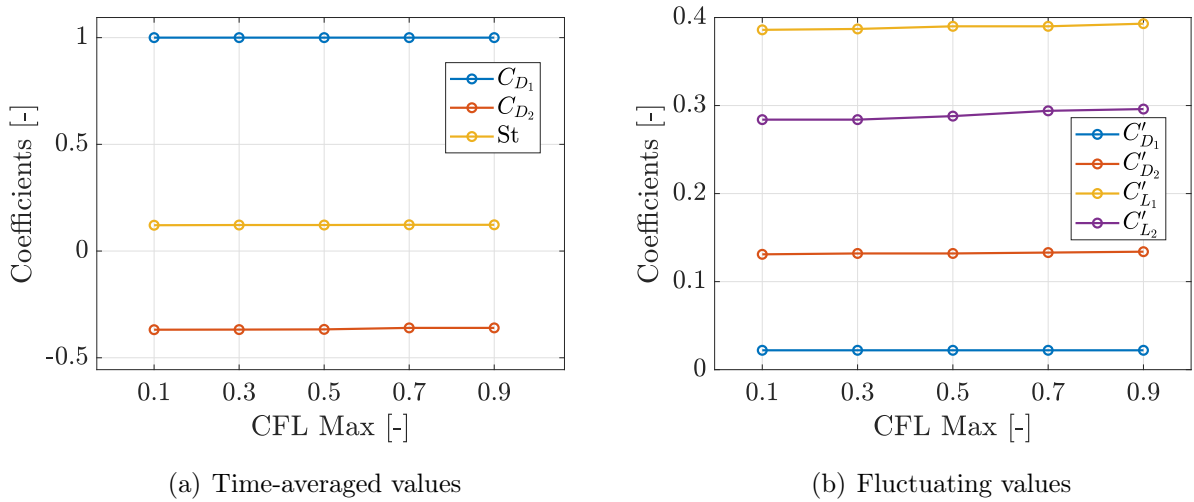 1
0.5
0
-0.5
Coefficients [-]
0.1 0.3 0.5 0.7 0.9
CFL Max [-]
C_{D_1}
C_{D_2}
St
(a) Time-averaged values
0.4
0.3
0.2
0.1
0
Coefficients [-]
0.1 0.3 0.5 0.7 0.9
CFL Max [-]
C'_{D_1}
C'_{D_2}
C'_{L_1}
C'_{L_2}
(b) Fluctuating values